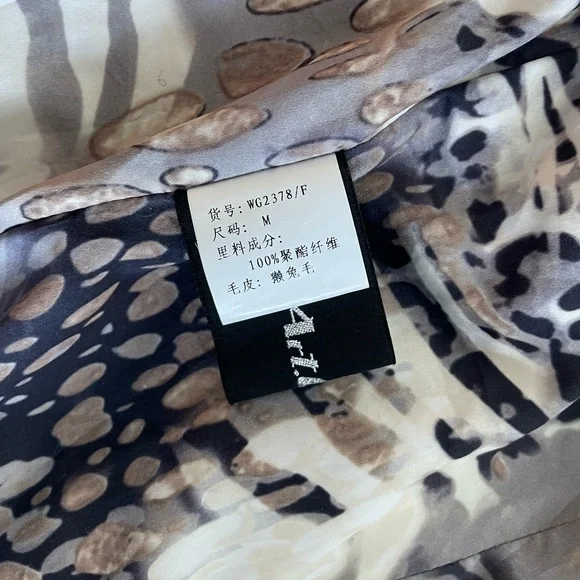 货号: WG2378/F
尺码: M
里料成分:
100%聚酯纤维
毛皮: 獭兔毛